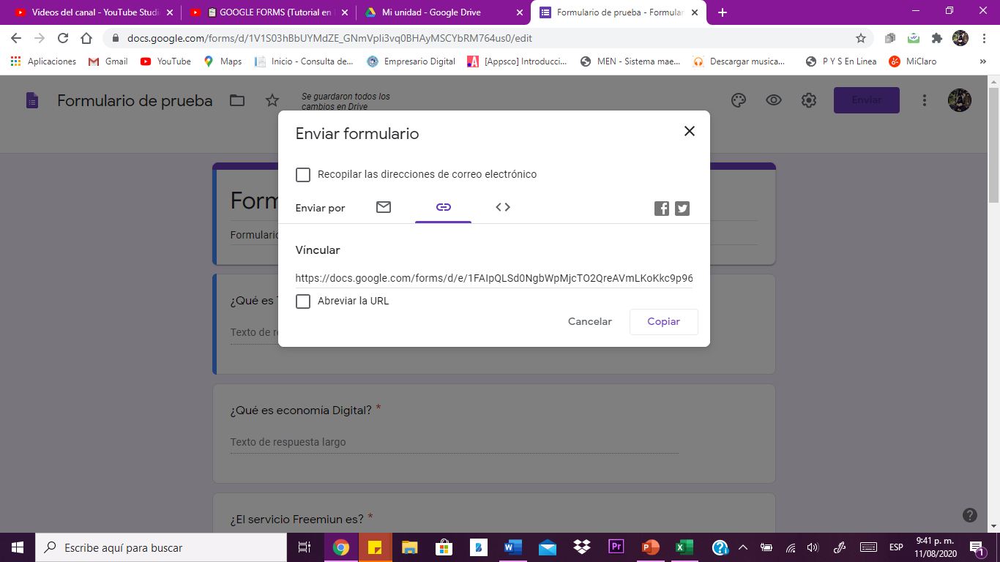 Videos del canal - YouTube Studi
GOOGLE FORMS (Tutorial en
Mi unidad - Google Drive
Formulario de prueba - Formular
docs.google.com/forms/d/1V1S03hBbUYMdZE_GNmVpIi3vq0BHAyMSCYbRM764us0/edit
Aplicaciones
Gmail
YouTube
Maps
Inicio - Consulta de...
Empresario Digital
[Appsco] Introducci...
MEN - Sistema mae...
Descargar musica...
P Y S En Linea
MiClaro
»
Formulario de prueba
Se guardaron todos los
cambios en Drive
Enviar
Enviar formulario
Recopilar las direcciones de correo electrónico
Enviar por
Form
Formulario
Víncular
https://docs.google.com/forms/d/e/1FAIpQLSd0NgbWpMjcTO2QreAVmLKoKkc9p96
¿Qué es
Abreviar la URL
Cancelar
Copiar
Texto de re
¿Qué es economía Digital? *
Texto de respuesta largo
¿El servicio Freemiun es? *
Escribe aquí para buscar
ESP
9:41 p. m.
11/08/2020
1